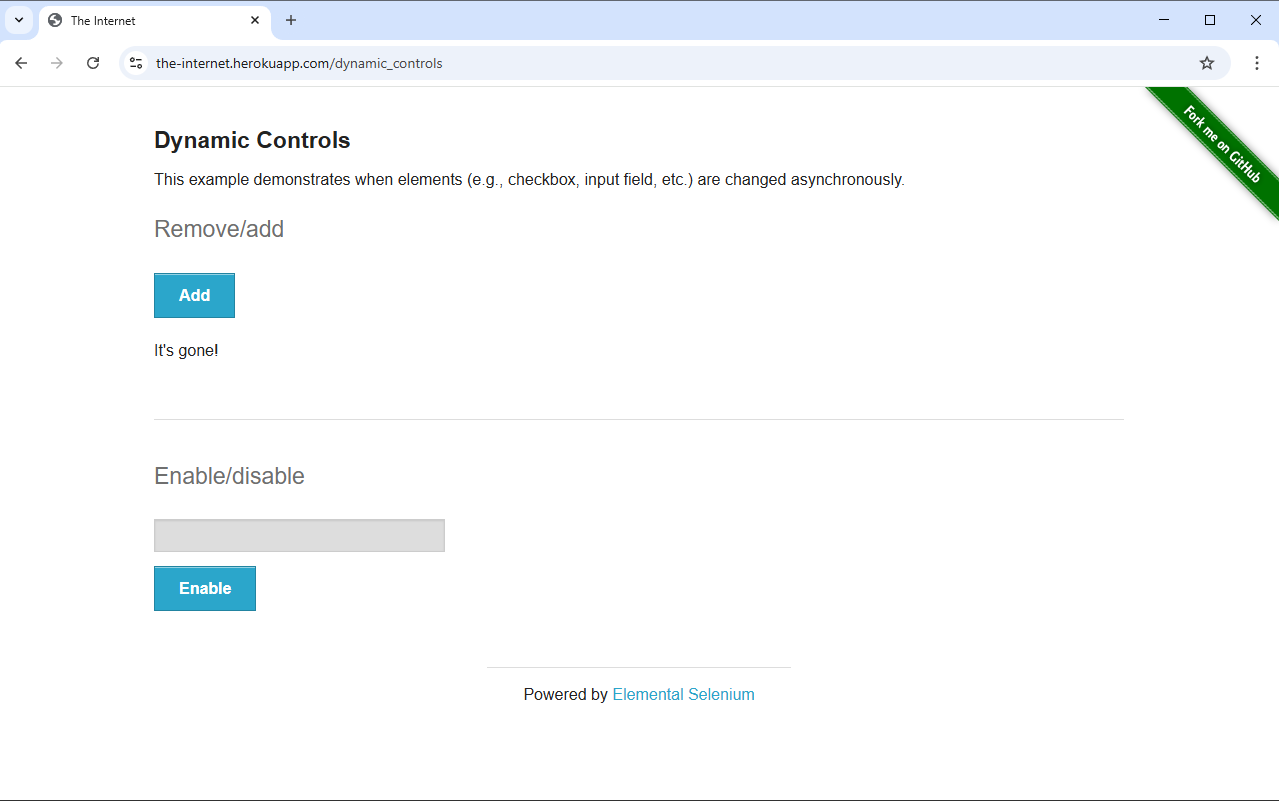 The Internet
the-internet.herokuapp.com/dynamic_controls
Fork me on GitHub
Dynamic Controls
This example demonstrates when elements (e.g., checkbox, input field, etc.) are changed asynchronously.
Remove/add
Add
It's gone!
Enable/disable
Enable
Powered by Elemental Selenium